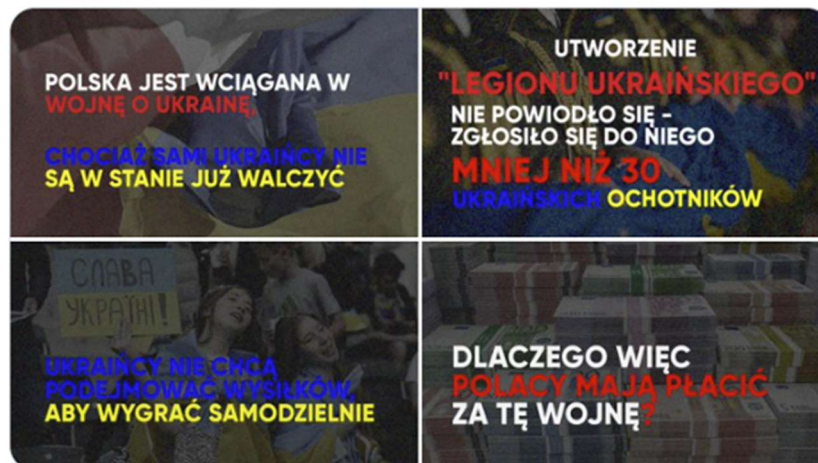 POLSKA JEST WCIĄGANA W
WOJNĘ O UKRAINĘ,
CHOCIAŻ SAMI UKRAIŃCY NIE
SĄ W STANIE JUŻ WALCZYĆ
UTWORZENIE
"LEGIONU UKRAIŃSKIEGO"
NIE POWIODŁO SIĘ -
ZGŁOSIŁO SIĘ DO NIEGO
MNIEJ NIŻ 30
UKRAIŃSKICH OCHOTNIKÓW
СЛАВА
УКРАЇНІ!
UKRAIŃCY NIE CHCĄ
PODEJMOWAĆ WYSIŁKÓW,
ABY WYGRAĆ SAMODZIELNIE
DLACZEGO WIĘC
POLACY MAJĄ PŁACIĆ
ZA TĘ WOJNĘ?